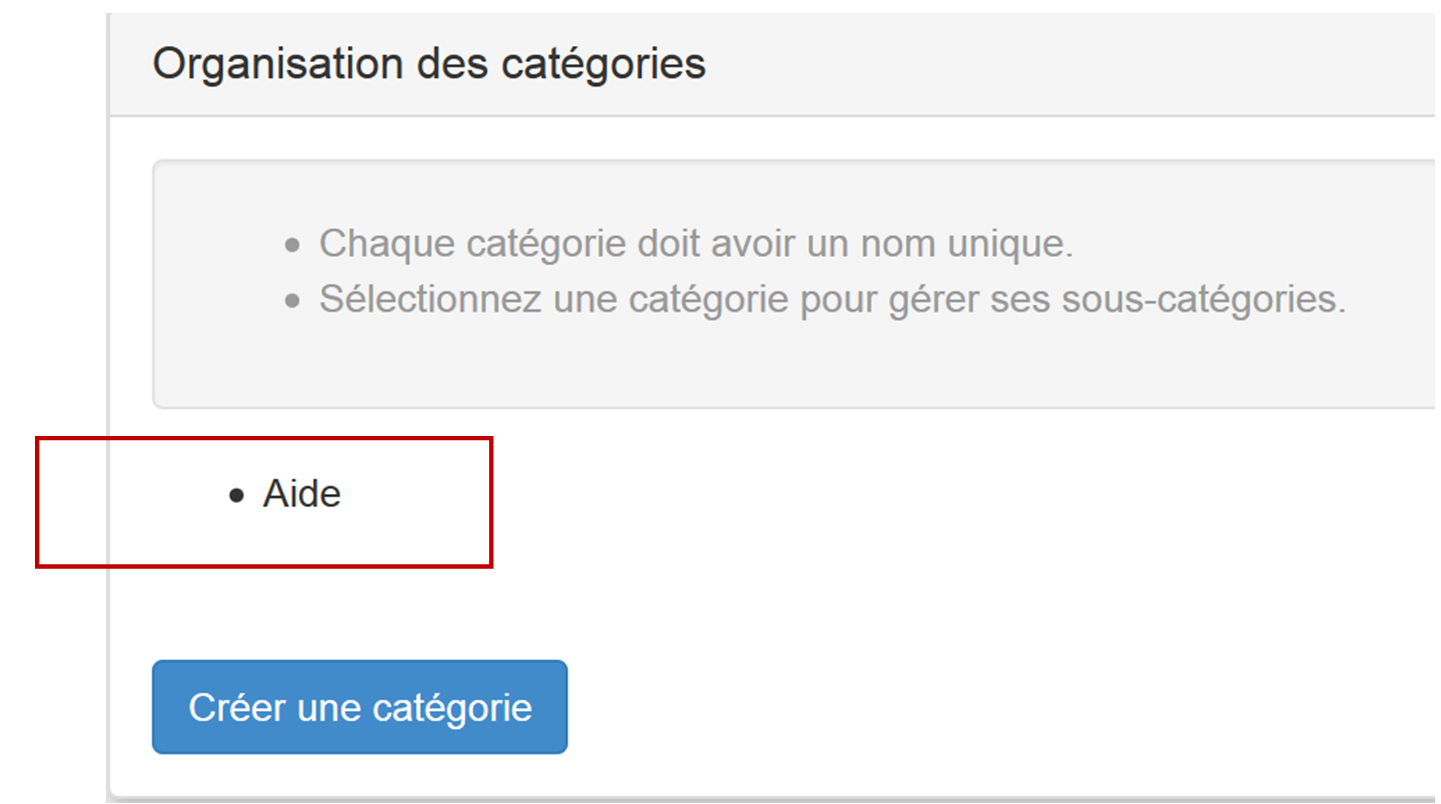 Organisation des catégories
• Chaque catégorie doit avoir un nom unique.
• Sélectionnez une catégorie pour gérer ses sous-catégories.
• Aide
Créer une catégorie